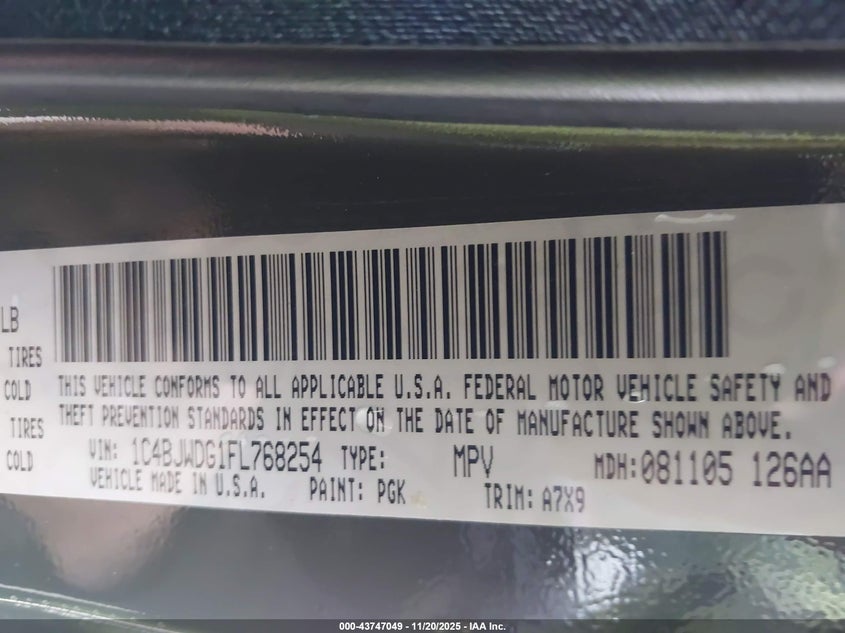 LB
TIRES
COLD
TIRES
COLD
THIS VEHICLE CONFORMS TO ALL APPLICABLE U.S.A. FEDERAL MOTOR VEHICLE SAFETY AND
THEFT PREVENTION STANDARDS IN EFFECT ON THE DATE OF MANUFACTURE SHOWN ABOVE.
VIN: 1C4BJWDG1FL768254 TYPE: MPV MDH:081105 126AA
VEHICLE MADE IN U.S.A. PAINT: PGK TRIM: A7X9
000-43747049 - 11/20/2025 - IAA Inc.